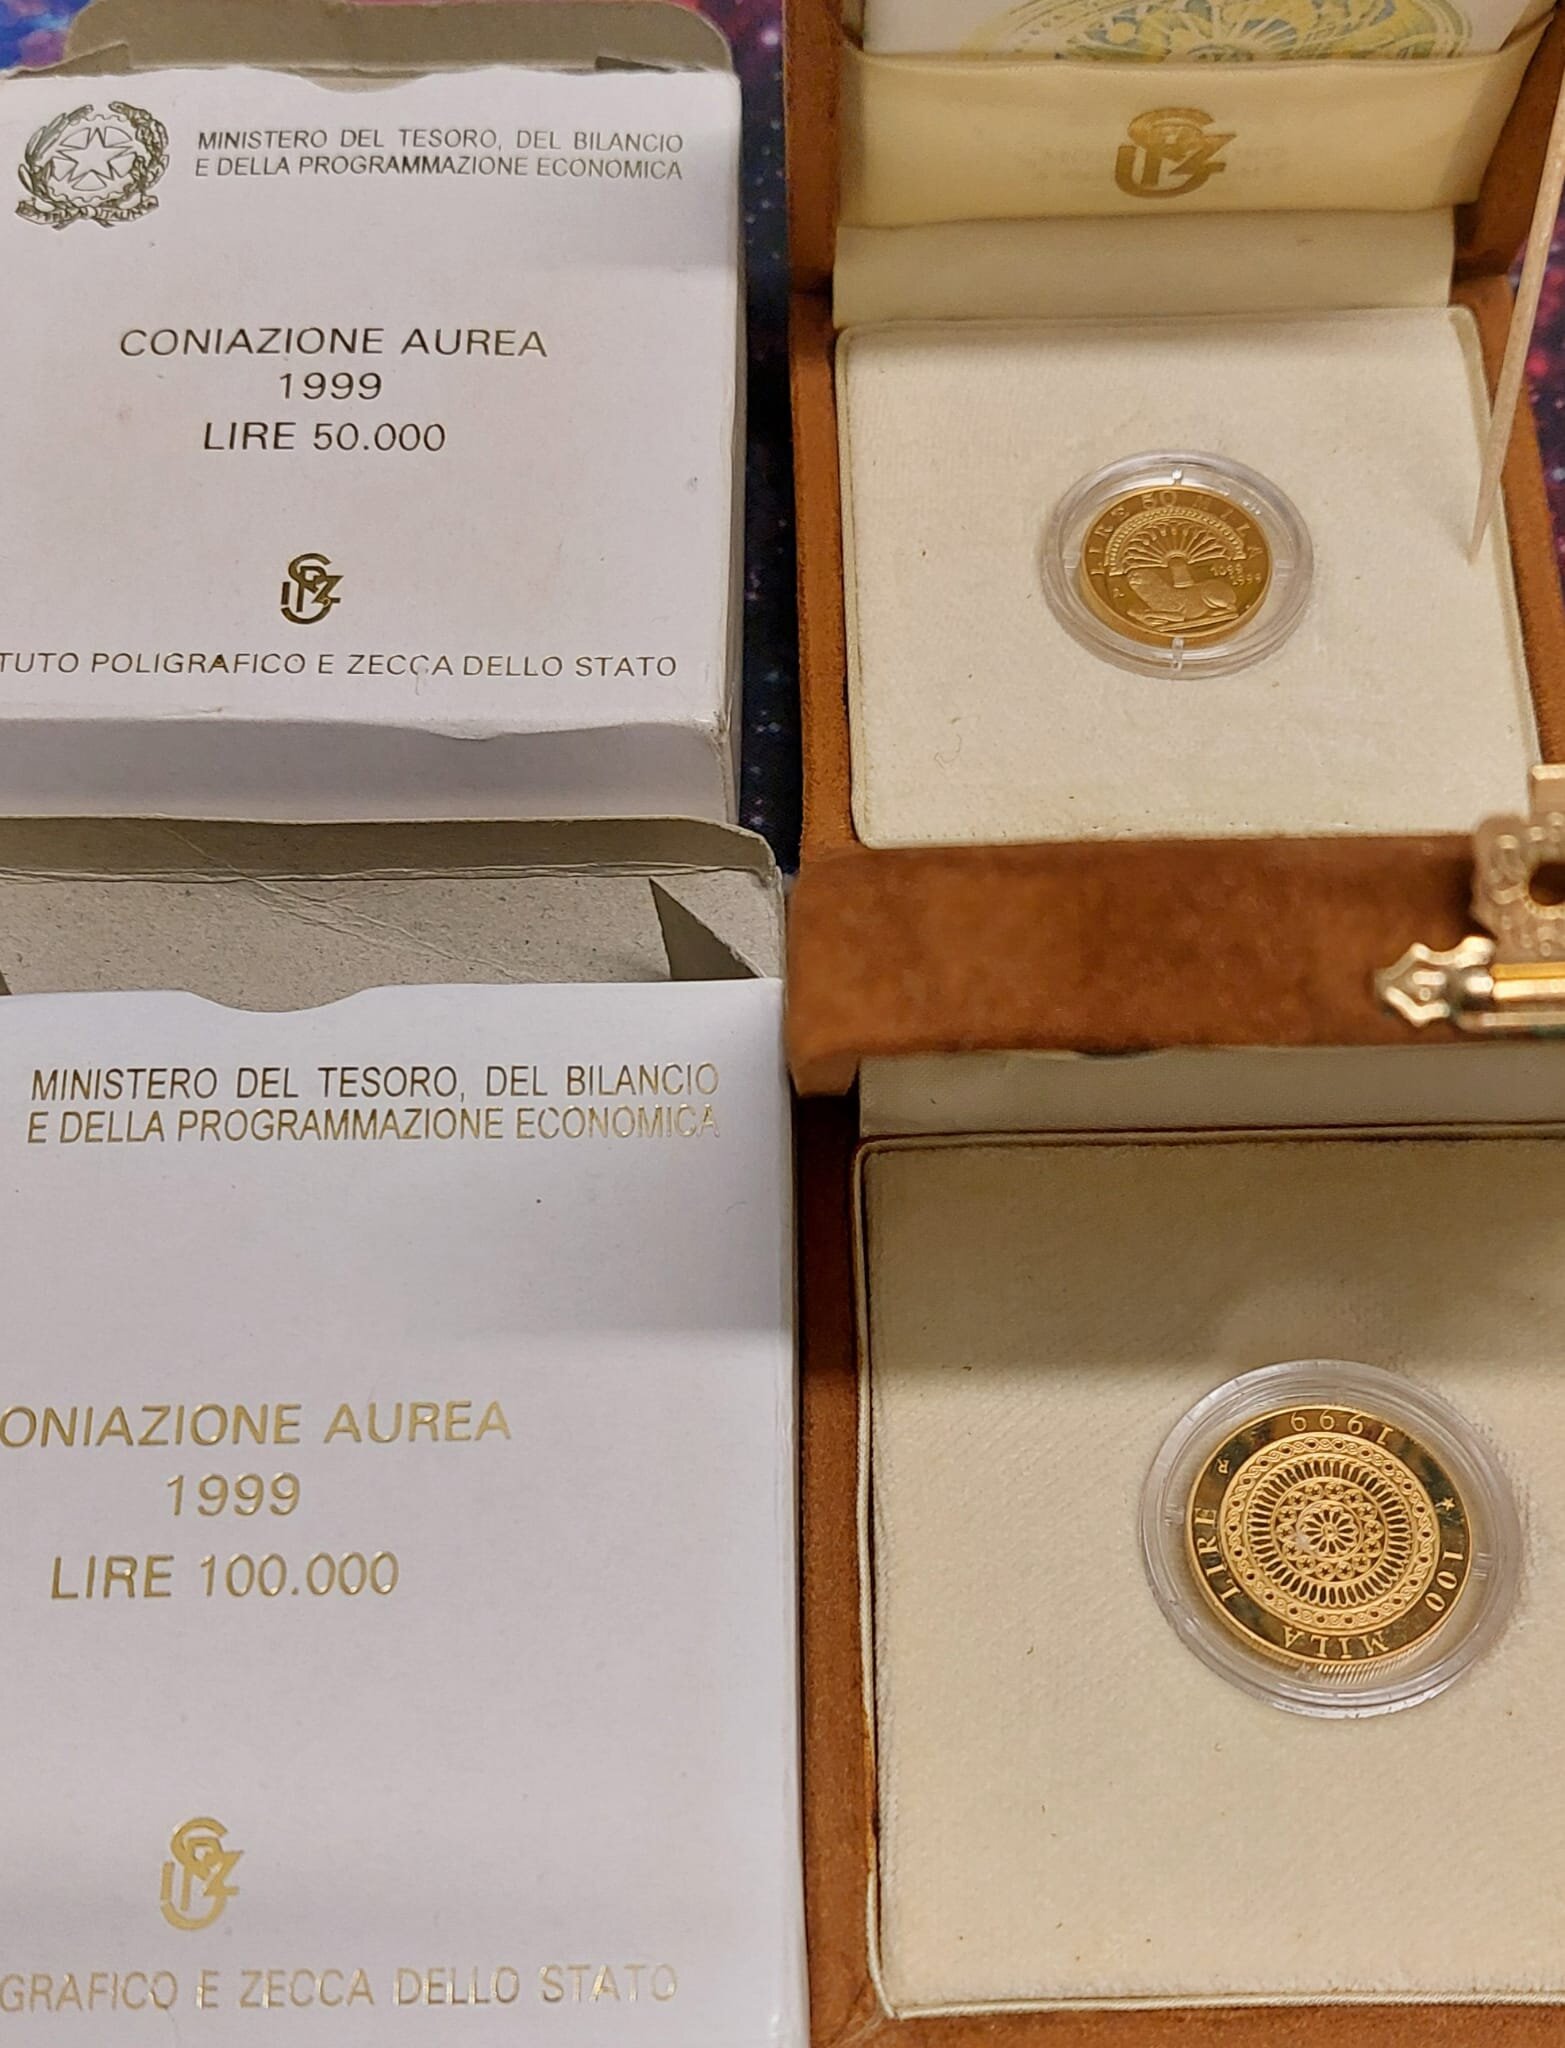 MINISTERO DEL TESORO, DEL BILANCIO
E DELLA PROGRAMMAZIONE ECONOMICA
CONIAZIONE AUREA
1999
LIRE 50.000
TUTO POLIGRAFICO E ZECCA DELLO STATO
LIRE 50 MILA
1099
1999
R
MINISTERO DEL TESORO, DEL BILANCIO
E DELLA PROGRAMMAZIONE ECONOMICA
ONIAZIONE AUREA
1999
LIRE 100.000
GRAFICO E ZECCA DELLO STATO
1999
100 MILA LIRE
R